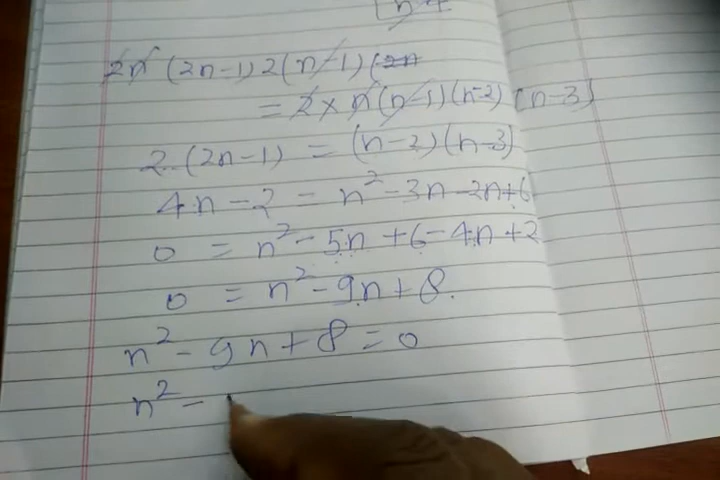 2n (2n-1) 2(n-1) (2n
= 2 × n(n-1)(n-2)(n-3)
2 (2n-1) = (n-2)(n-3)
4n - 2 = n² - 3n - 2n + 6
0 = n² - 5n + 6 - 4n + 2
0 = n² - 9n + 8.
n² - 9n + 8 = 0
n² -